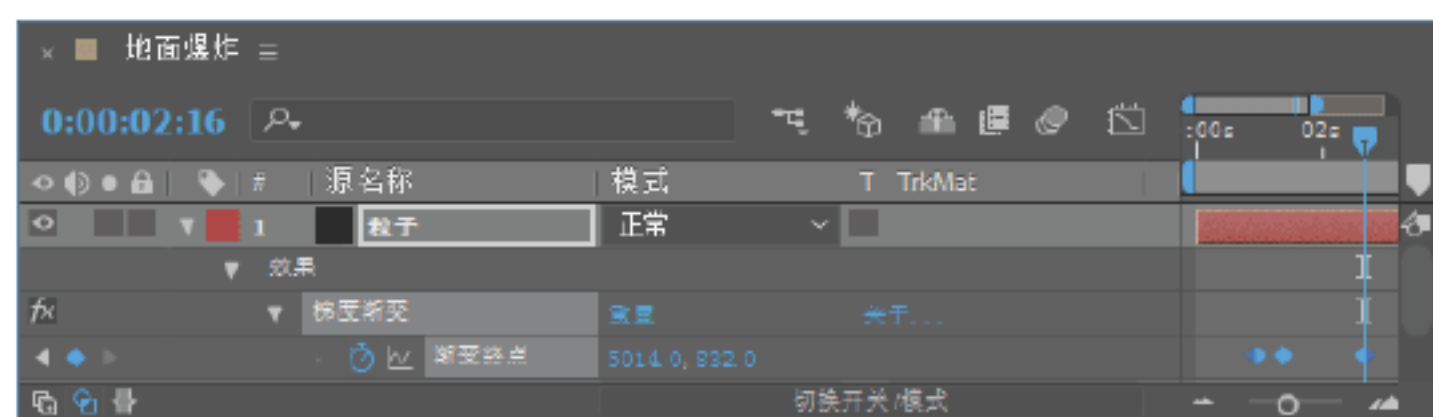 × 地面爆炸 ≡
0:00:02:16 :00s 02s
# 源名称 模式 T TrkMat
1 粒子 正常
效果
fx 梯度渐变 重置 关于...
渐变终点 5014.0, 832.0
切换开关/模式